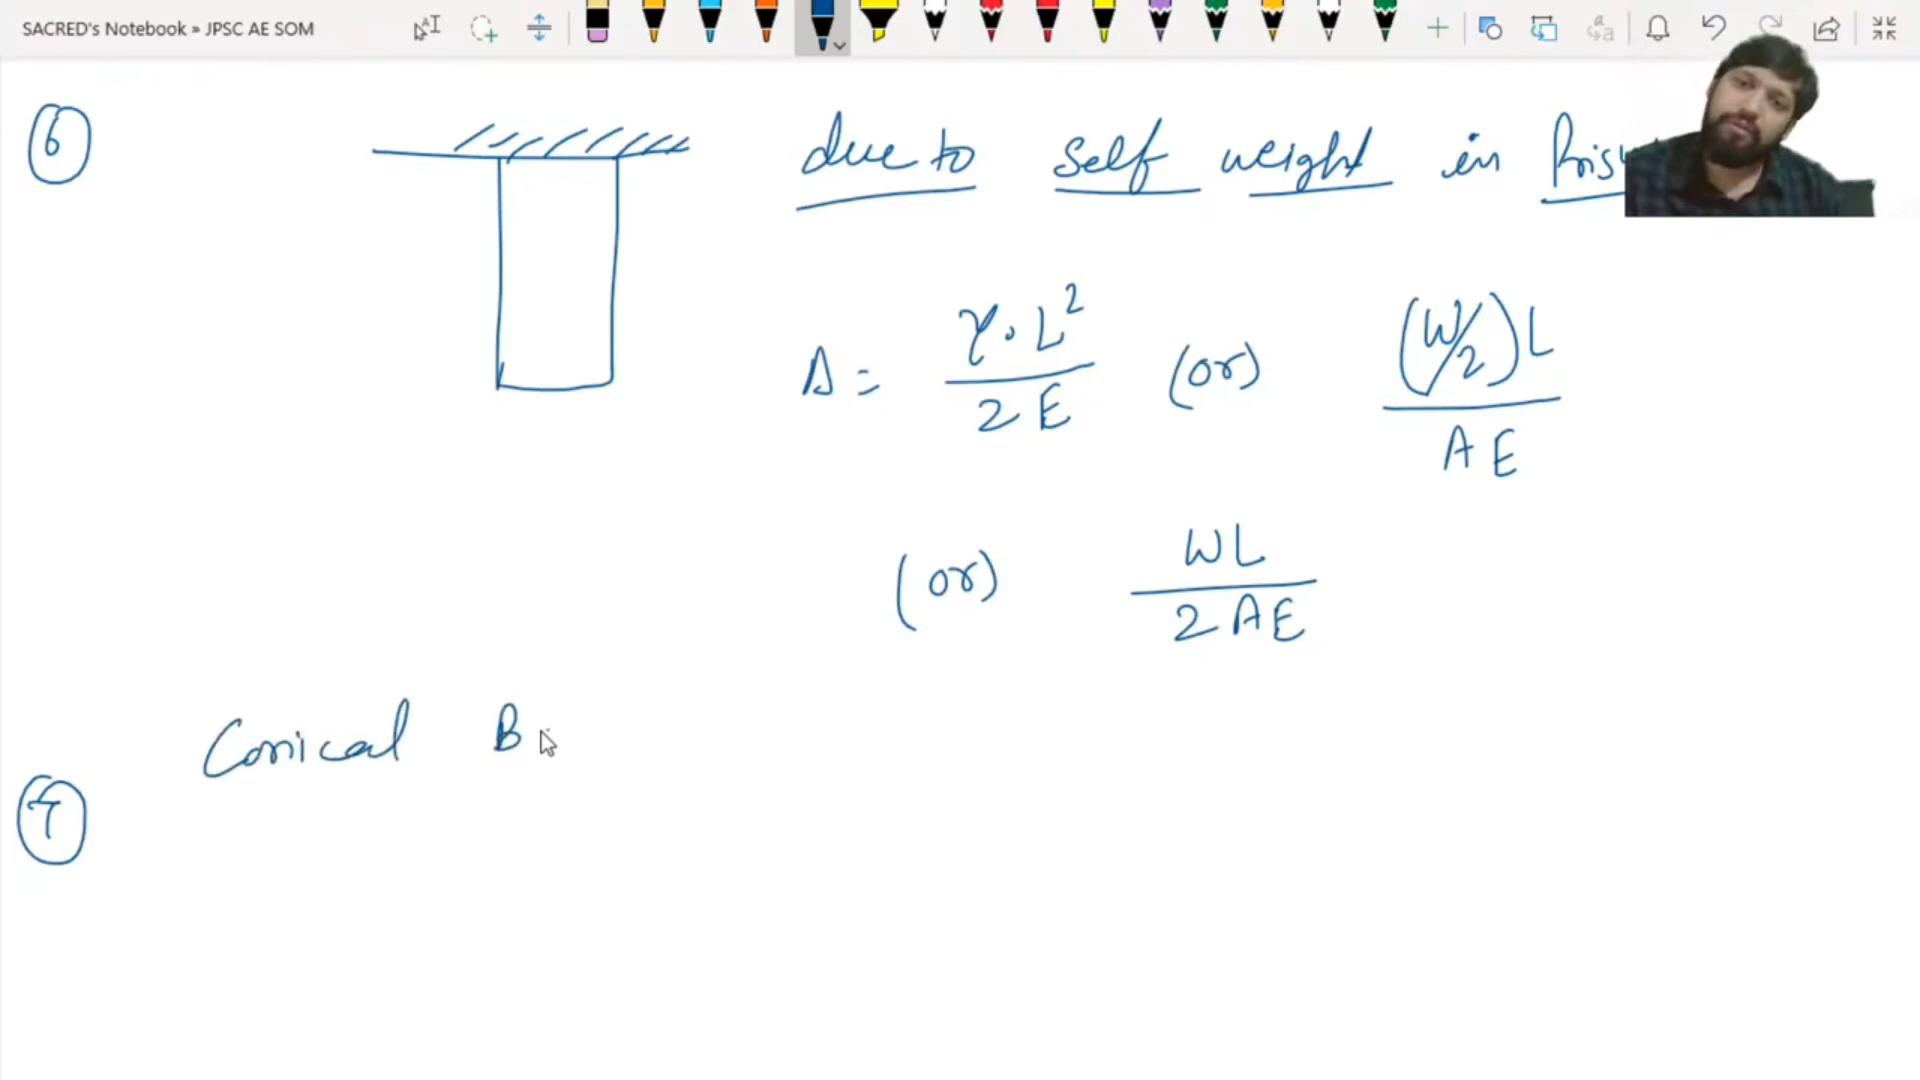 SACRED's Notebook » JPSC AE SOM
6
due to self weight in Pris
Δ = γ·L²/2E (or) (W/2)L/AE
(or) WL/2AE
Conical B
7